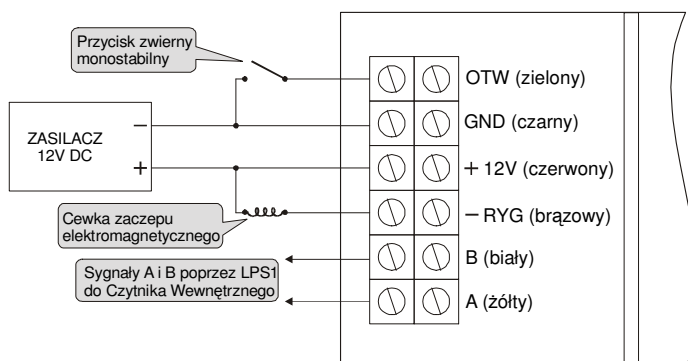 Przycisk zwierny
monostabilny
OTW (zielony)
GND (czarny)
ZASILACZ
12V DC
−
+
+ 12V (czerwony)
Cewka zaczepu
elektromagnetycznego
− RYG (brązowy)
B (biały)
Sygnały A i B poprzez LPS1
do Czytnika Wewnętrznego
A (żółty)